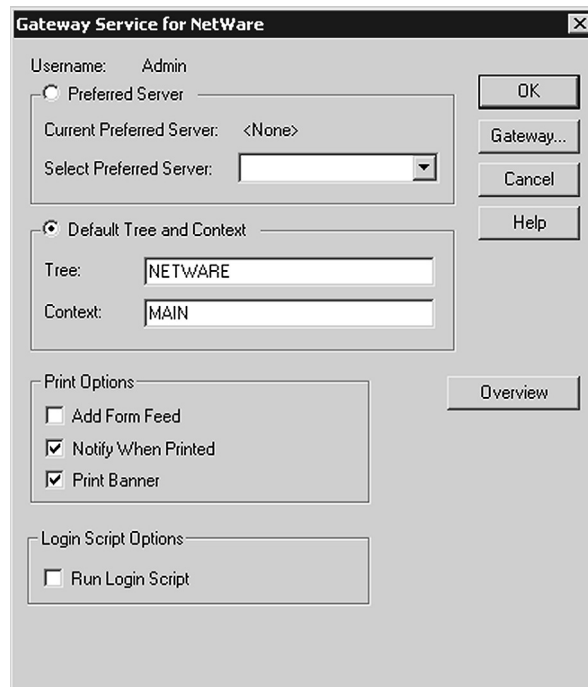 Gateway Service for NetWare
Username: Admin
Preferred Server
Current Preferred Server: <None>
Select Preferred Server:
OK
Gateway...
Cancel
Help
Default Tree and Context
Tree: NETWARE
Context: MAIN
Print Options
Add Form Feed
Notify When Printed
Print Banner
Overview
Login Script Options
Run Login Script